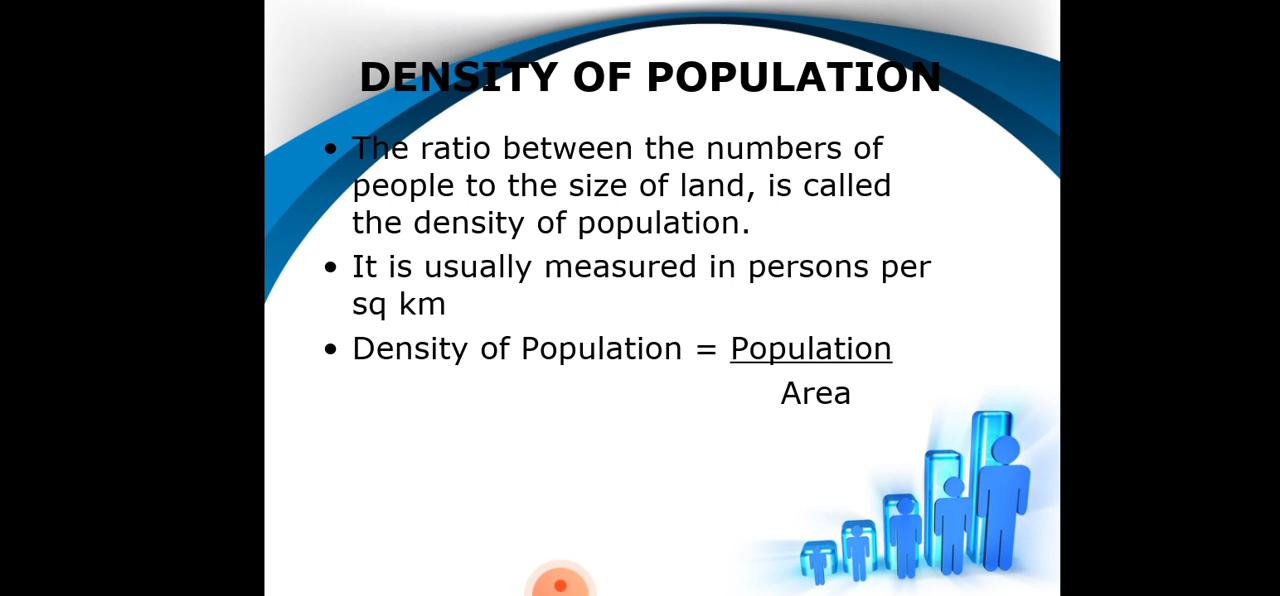 DENSITY OF POPULATION
• The ratio between the numbers of
people to the size of land, is called
the density of population.
• It is usually measured in persons per
sq km
• Density of Population = Population
Area